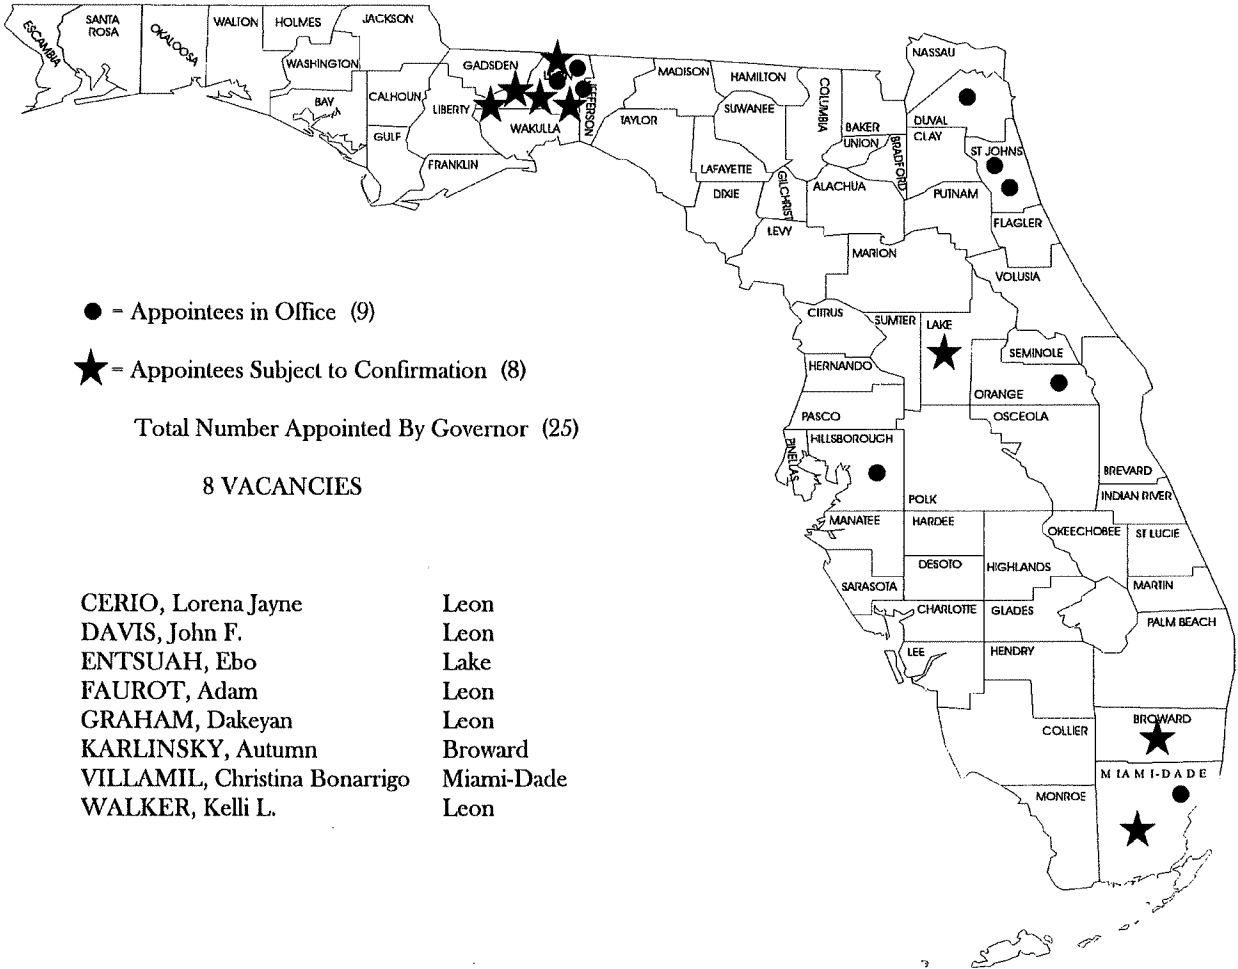 ESCAMBIA
SANTA
ROSA
OKALOOSA
WALTON
HOLMES
JACKSON
WASHINGTON
BAY
CALHOUN
GULF
GADSDEN
LIBERTY
FRANKLIN
WAKULLA
JEFFERSON
TAYLOR
MADISON
HAMILTON
SUWANEE
LAFAYETTE
DIXIE
COLUMBIA
GILCHRIST
BAKER
UNION
BRADFORD
ALACHUA
LEVY
NASSAU
DUVAL
CLAY
ST JOHNS
PUTNAM
FLAGLER
MARION
VOLUSIA
CITRUS
SUMTER
LAKE
SEMINOLE
HERNANDO
ORANGE
PASCO
OSCEOLA
HILLSBOROUGH
PINELLAS
BREVARD
POLK
INDIAN RIVER
MANATEE
HARDEE
OKEECHOBEE
ST LUCIE
DESOTO
HIGHLANDS
SARASOTA
MARTIN
CHARLOTTE
GLADES
PALM BEACH
LEE
HENDRY
BROWARD
COLLIER
MIAMI-DADE
MONROE
= Appointees in Office (9)
= Appointees Subject to Confirmation (8)
Total Number Appointed By Governor (25)
8 VACANCIES
CERIO, Lorena Jayne Leon
DAVIS, John F. Leon
ENTSUAH, Ebo Lake
FAUROT, Adam Leon
GRAHAM, Dakeyan Leon
KARLINSKY, Autumn Broward
VILLAMIL, Christina Bonarrigo Miami-Dade
WALKER, Kelli L. Leon